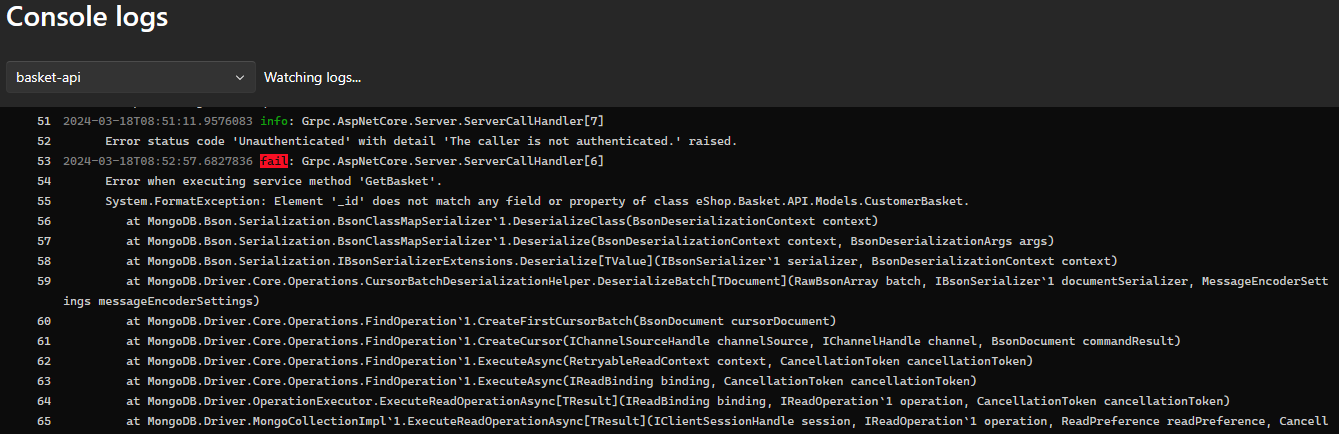 Console logs
basket-api
Watching logs...
51 2024-03-18T08:51:11.9576083 info: Grpc.AspNetCore.Server.ServerCallHandler[7]
52 Error status code 'Unauthenticated' with detail 'The caller is not authenticated.' raised.
53 2024-03-18T08:52:57.6827836 fail: Grpc.AspNetCore.Server.ServerCallHandler[6]
54 Error when executing service method 'GetBasket'.
55 System.FormatException: Element '_id' does not match any field or property of class eShop.Basket.API.Models.CustomerBasket.
56 at MongoDB.Bson.Serialization.BsonClassMapSerializer`1.DeserializeClass(BsonDeserializationContext context)
57 at MongoDB.Bson.Serialization.BsonClassMapSerializer`1.Deserialize(BsonDeserializationContext context, BsonDeserializationArgs args)
58 at MongoDB.Bson.Serialization.IBsonSerializerExtensions.Deserialize[TValue](IBsonSerializer`1 serializer, BsonDeserializationContext context)
59 at MongoDB.Driver.Core.Operations.CursorBatchDeserializationHelper.DeserializeBatch[TDocument](RawBsonArray batch, IBsonSerializer`1 documentSerializer, MessageEncoderSett
ings messageEncoderSettings)
60 at MongoDB.Driver.Core.Operations.FindOperation`1.CreateFirstCursorBatch(BsonDocument cursorDocument)
61 at MongoDB.Driver.Core.Operations.FindOperation`1.CreateCursor(IChannelSourceHandle channelSource, IChannelHandle channel, BsonDocument commandResult)
62 at MongoDB.Driver.Core.Operations.FindOperation`1.ExecuteAsync(RetryableReadContext context, CancellationToken cancellationToken)
63 at MongoDB.Driver.Core.Operations.FindOperation`1.ExecuteAsync(IReadBinding binding, CancellationToken cancellationToken)
64 at MongoDB.Driver.OperationExecutor.ExecuteReadOperationAsync[TResult](IReadBinding binding, IReadOperation`1 operation, CancellationToken cancellationToken)
65 at MongoDB.Driver.MongoCollectionImpl`1.ExecuteReadOperationAsync[TResult](IClientSessionHandle session, IReadOperation`1 operation, ReadPreference readPreference, Cancell